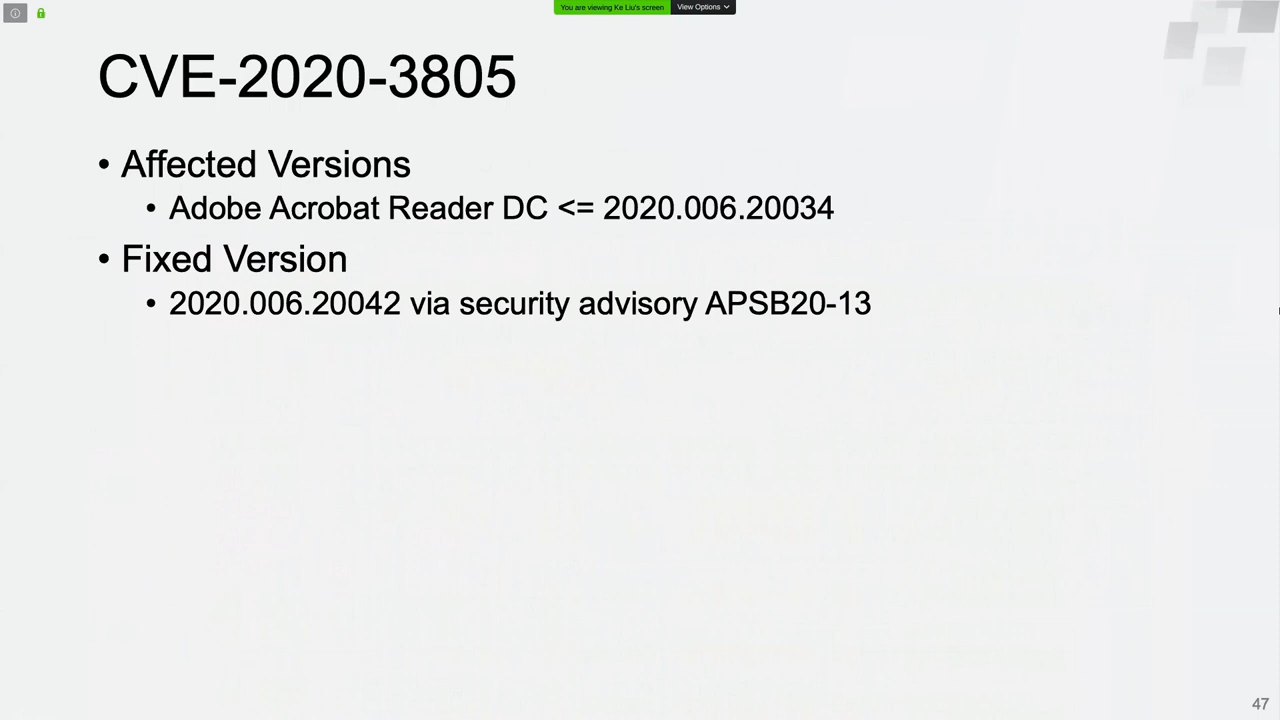 You are viewing Ke Liu's screen View Options
CVE-2020-3805
• Affected Versions
• Adobe Acrobat Reader DC <= 2020.006.20034
• Fixed Version
• 2020.006.20042 via security advisory APSB20-13
47